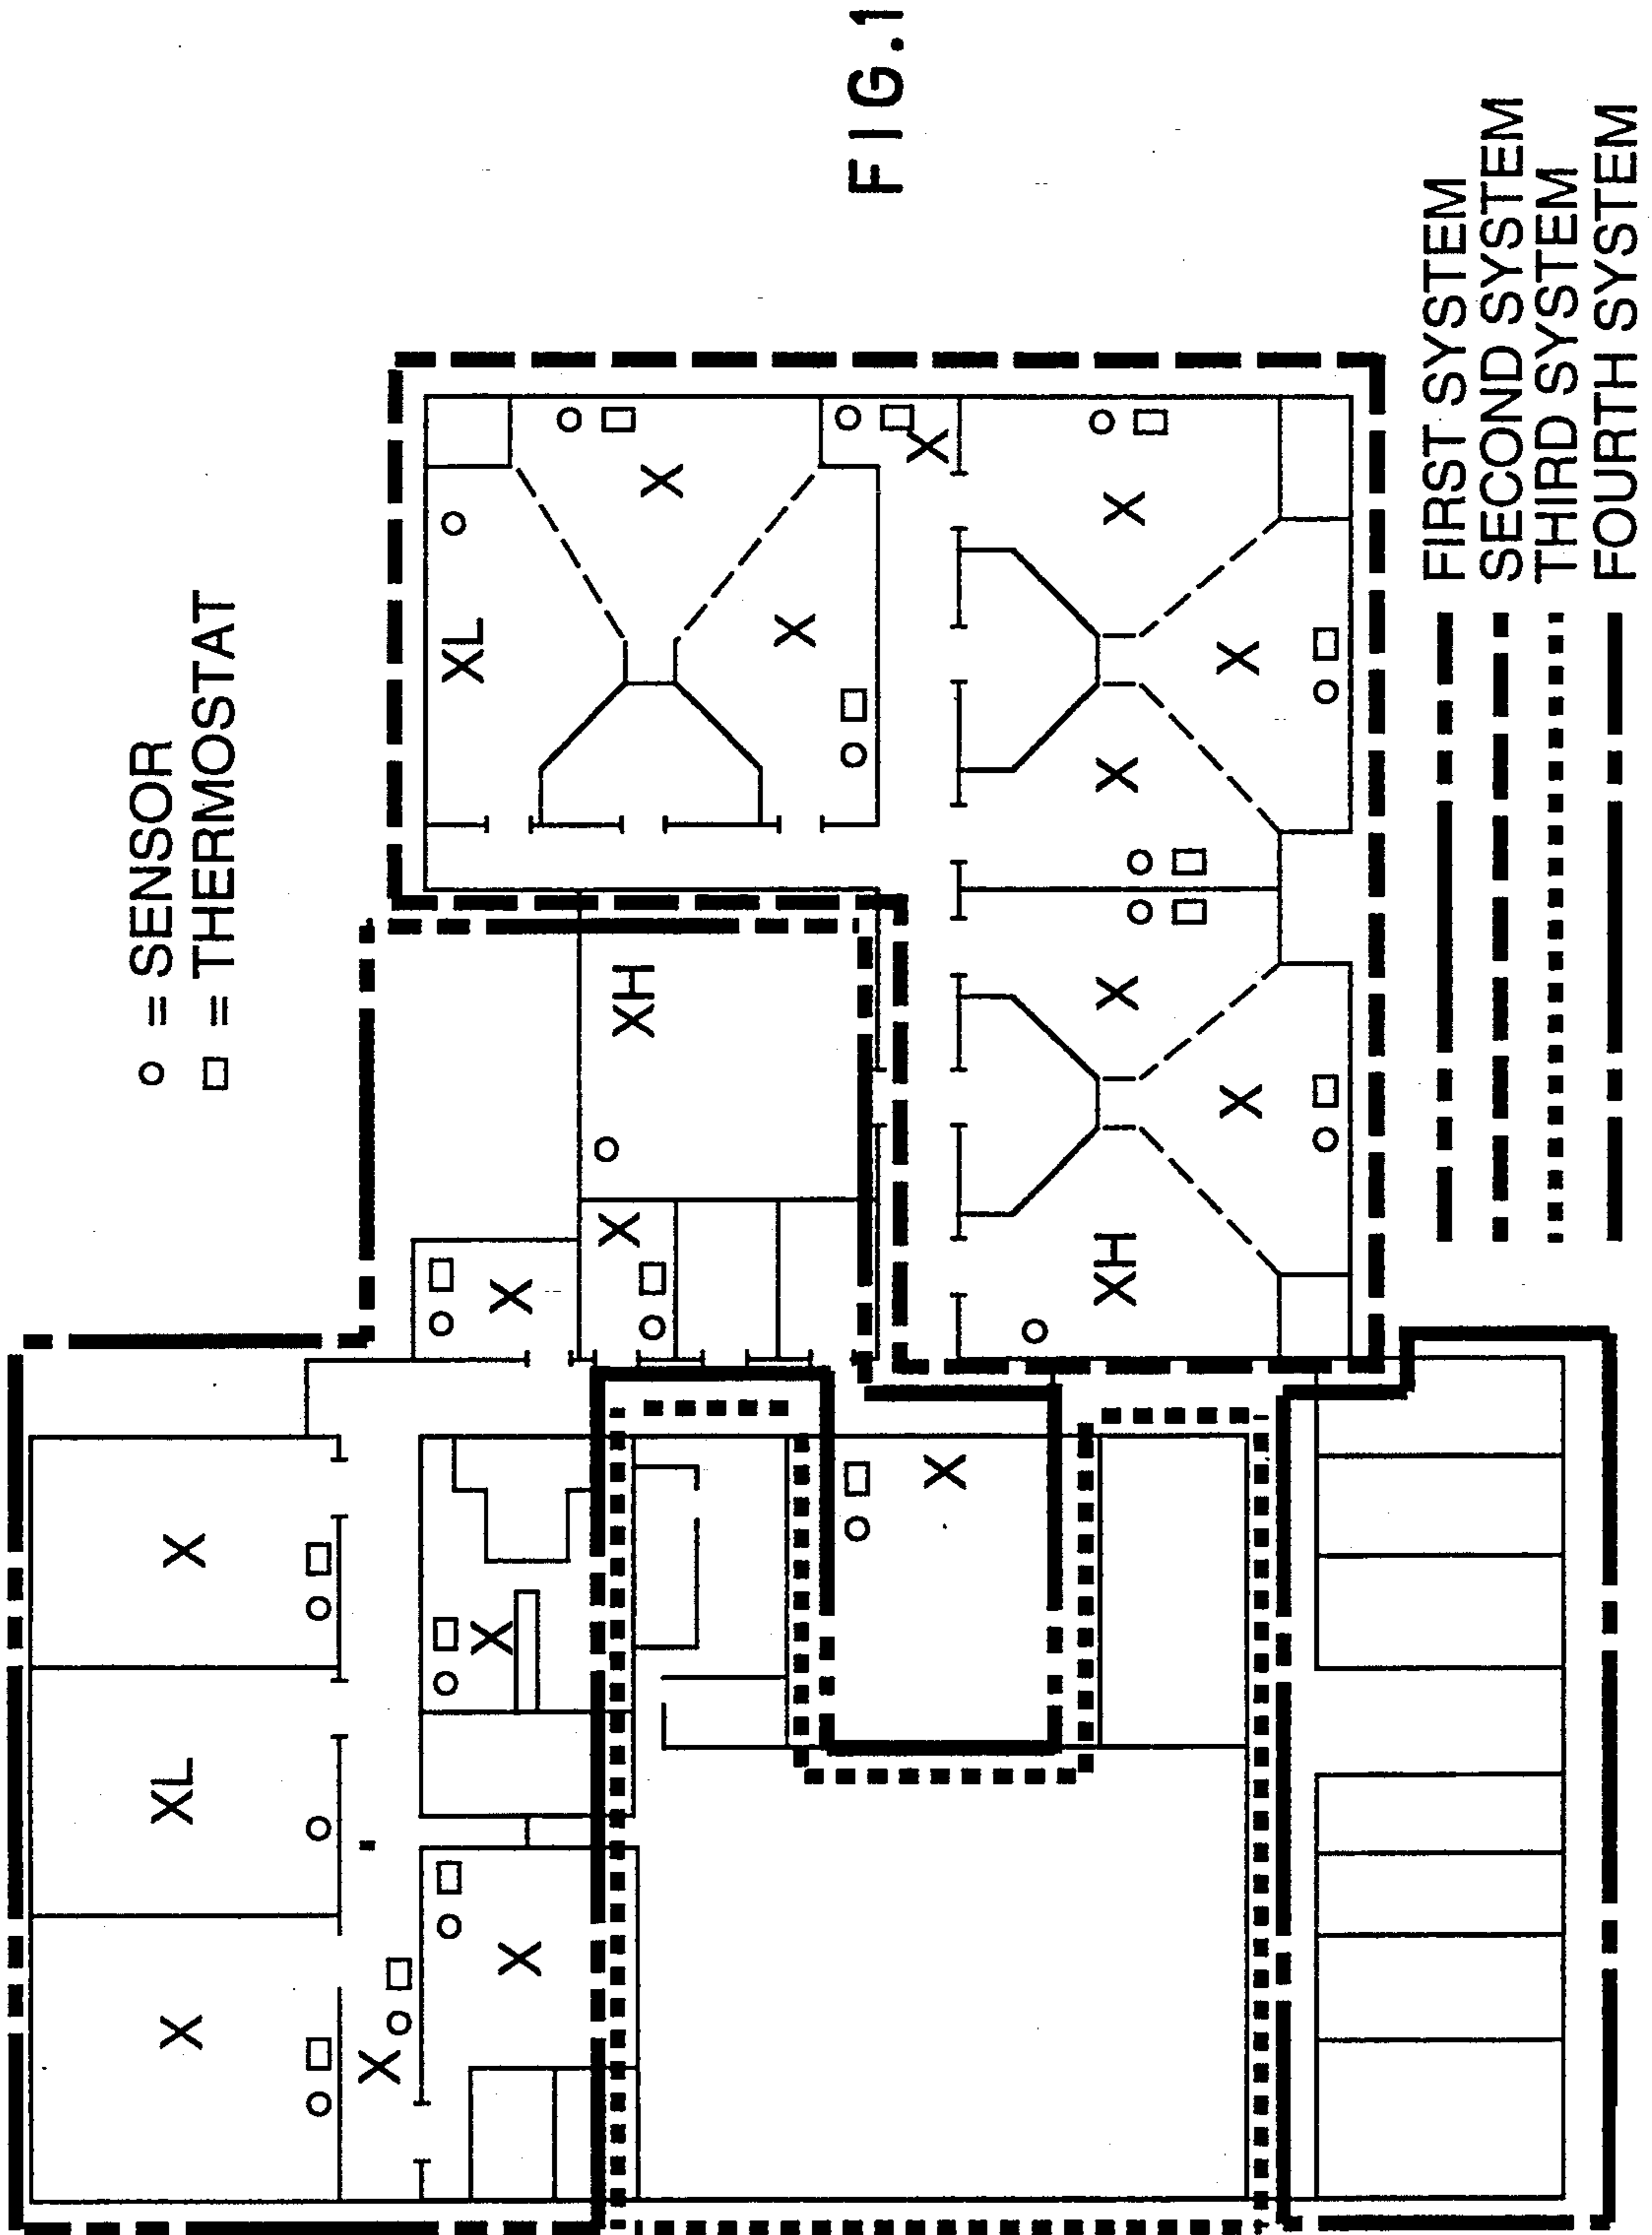 ○ = SENSOR
□ = THERMOSTAT
X
XL
X
X
XL
X
X
X
X
XH
X
X
FIG.1
X
X
XH
X
X
X
X
X
FIRST SYSTEM
SECOND SYSTEM
THIRD SYSTEM
FOURTH SYSTEM